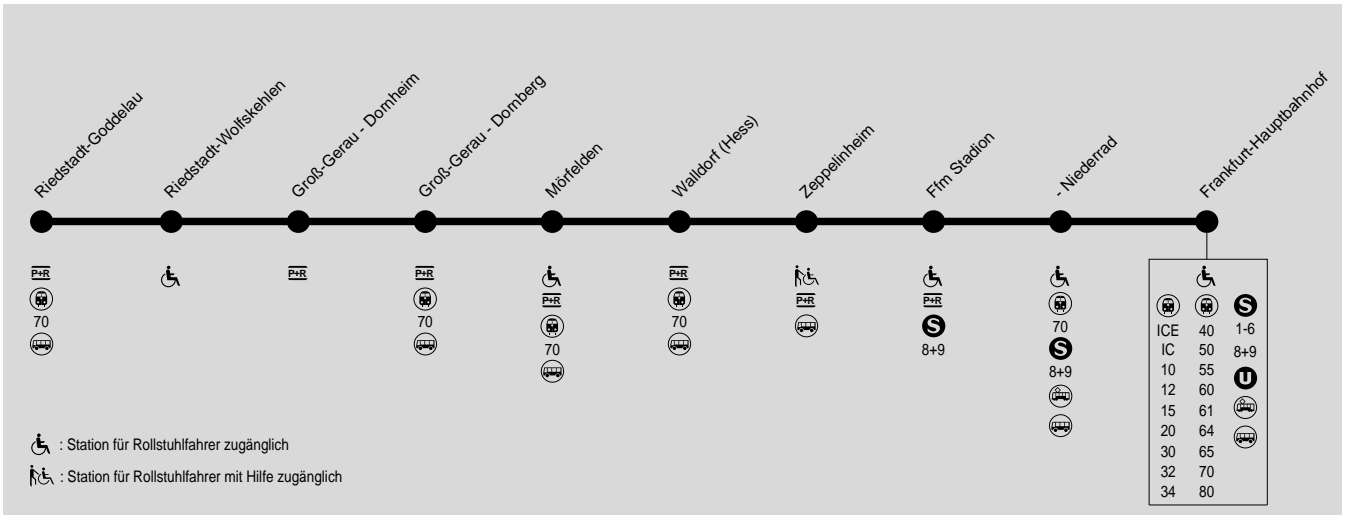 Riedstadt-Goddelau
Riedstadt-Wolfskehlen
Groß-Gerau - Dornheim
Groß-Gerau - Dornberg
Mörfelden
Walldorf (Hess)
Zeppelinheim
Ffm Stadion
- Niederrad
Frankfurt-Hauptbahnhof
P+R
70
P+R
P+R
70
P+R
70
P+R
70
P+R
P+R
S
8+9
70
S
8+9
ICE
IC
10
12
15
20
30
32
34
40
50
55
60
61
64
65
70
80
S
1-6
8+9
U
: Station für Rollstuhlfahrer zugänglich
: Station für Rollstuhlfahrer mit Hilfe zugänglich